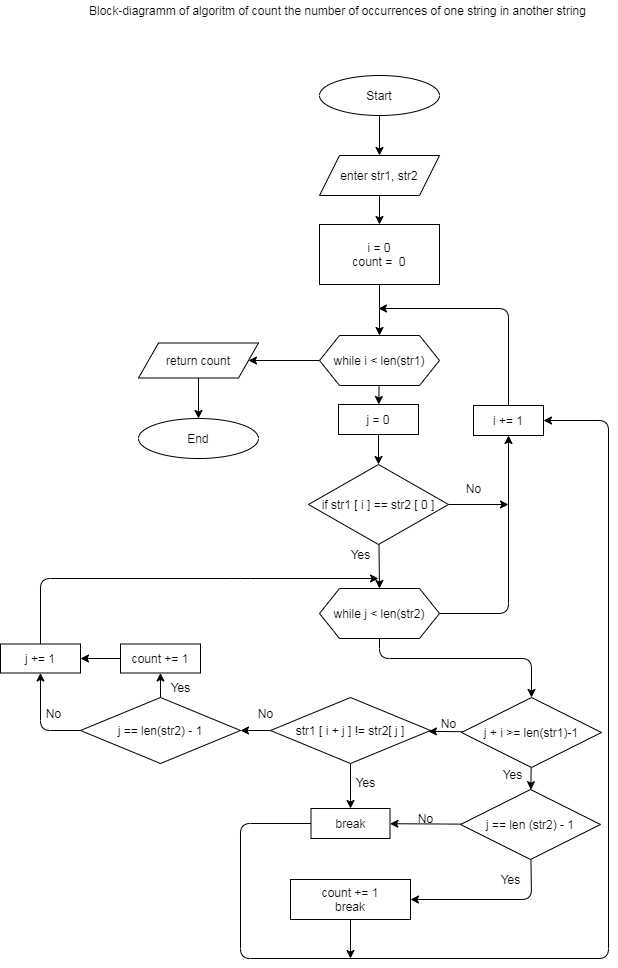 Block-diagramm of algoritm of count the number of occurrences of one string in another string
Start
enter str1, str2
i = 0
count =  0
while i < len(str1)
return count
End
j = 0
i += 1
if str1 [ i ] == str2 [ 0 ]
No
Yes
while j < len(str2)
j += 1
count += 1
Yes
No
j == len(str2) - 1
No
str1 [ i + j ] != str2[ j ]
No
j + i >= len(str1)-1
Yes
Yes
break
No
j == len (str2) - 1
Yes
count += 1
break